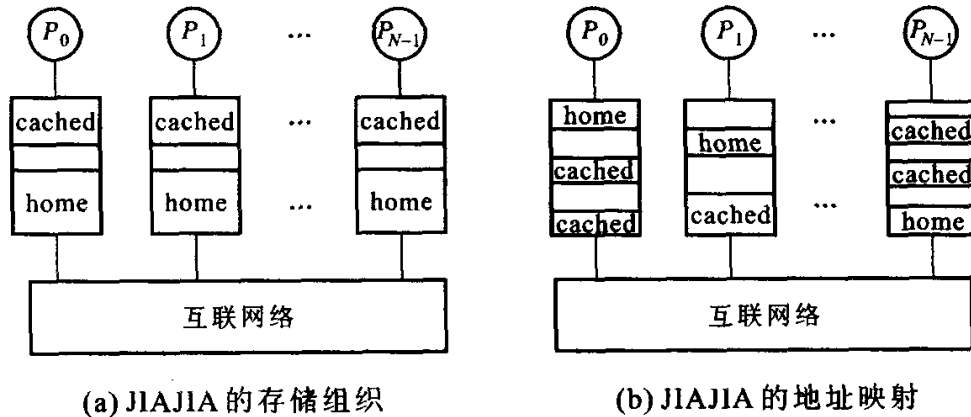 P0 P1 ... PN-1
cached cached ... cached
home home ... home
互联网络
(a) JIAJIA 的存储组织
P0 P1 ... PN-1
home
home ... cached
cached cached
cached cached ... home
互联网络
(b) JIAJIA 的地址映射